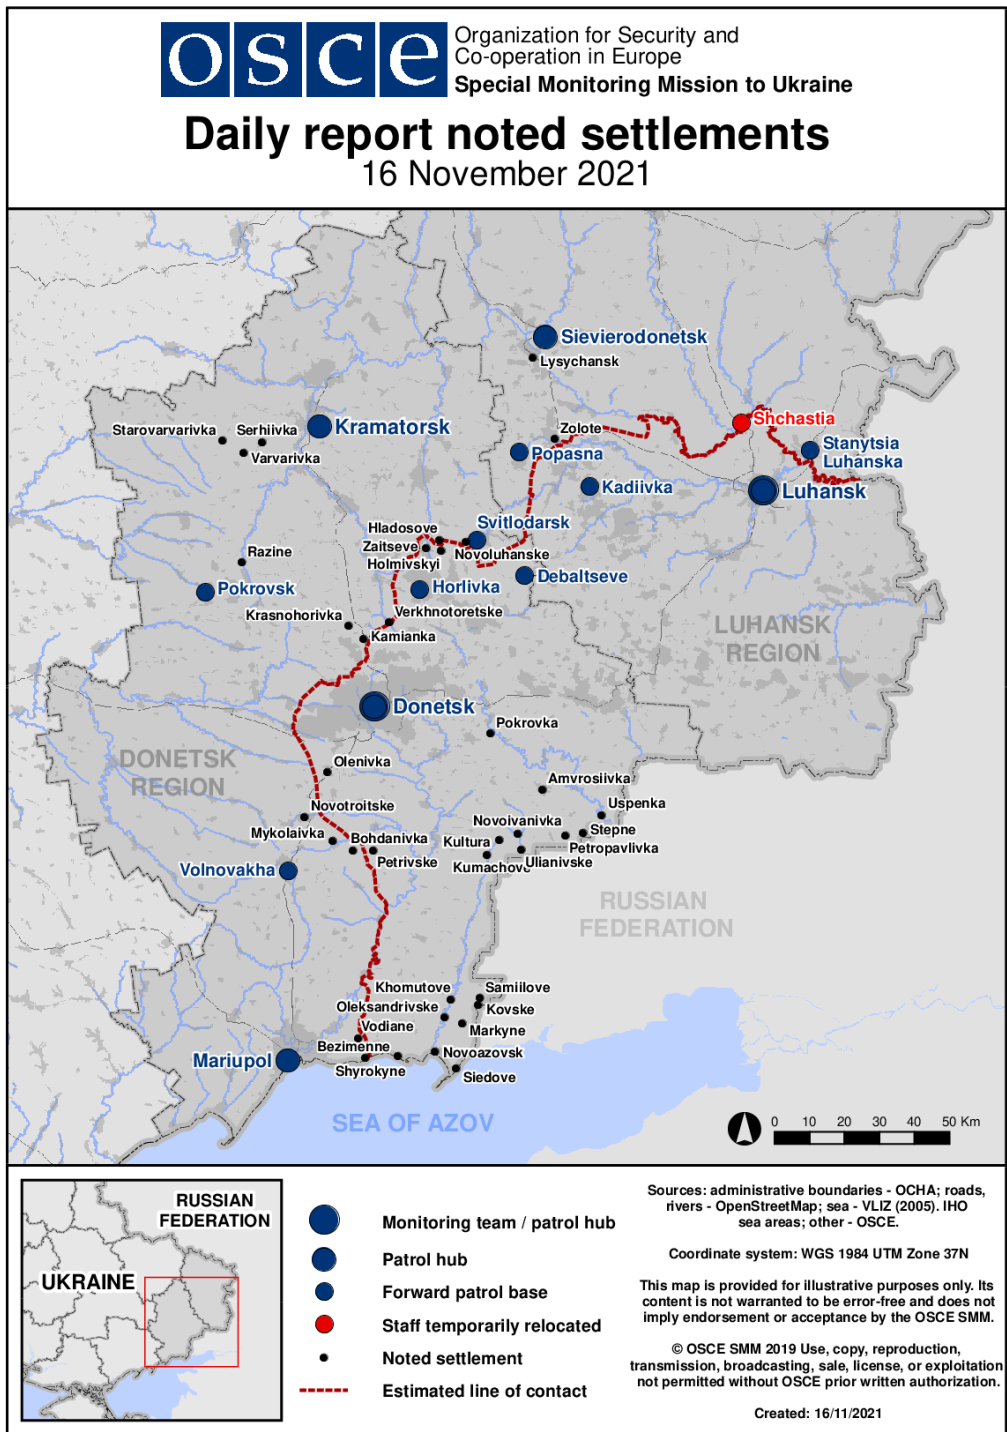 OSCE
Organization for Security and
Co-operation in Europe
Special Monitoring Mission to Ukraine
Daily report noted settlements
16 November 2021
Sievierodonetsk
Lysychansk
Shchastia
Starovarvarivka
Serhiivka
Kramatorsk
Varvarivka
Zolote
Popasna
Stanytsia
Luhanska
Kadiivka
Luhansk
Svitlodarsk
Hladosove
Zaitseve
Novoluhanske
Holmivskyi
Razine
Debaltseve
Pokrovsk
Horlivka
Krasnohorivka
Verkhnotoretske
Kamianka
LUHANSK
REGION
Donetsk
Pokrovka
DONETSK
REGION
Olenivka
Amvrosiivka
Novotroitske
Uspenka
Mykolaivka
Bohdanivka
Novoivanivka
Stepne
Kultura
Petropavlivka
Petrivske
Kumachove
Ulianivske
Volnovakha
RUSSIAN
FEDERATION
Khomutove
Samiilove
Oleksandrivske
Kovske
Vodiane
Markyne
Bezimenne
Novoazovsk
Mariupol
Shyrokyne
Siedove
SEA OF AZOV
0 10 20 30 40 50 Km
RUSSIAN
FEDERATION
UKRAINE
Monitoring team / patrol hub
Patrol hub
Forward patrol base
Staff temporarily relocated
Noted settlement
Estimated line of contact
Sources: administrative boundaries - OCHA; roads,
rivers - OpenStreetMap; sea - VLIZ (2005). IHO
sea areas; other - OSCE.
Coordinate system: WGS 1984 UTM Zone 37N
This map is provided for illustrative purposes only. Its
content is not warranted to be error-free and does not
imply endorsement or acceptance by the OSCE SMM.
© OSCE SMM 2019 Use, copy, reproduction,
transmission, broadcasting, sale, license, or exploitation
not permitted without OSCE prior written authorization.
Created: 16/11/2021